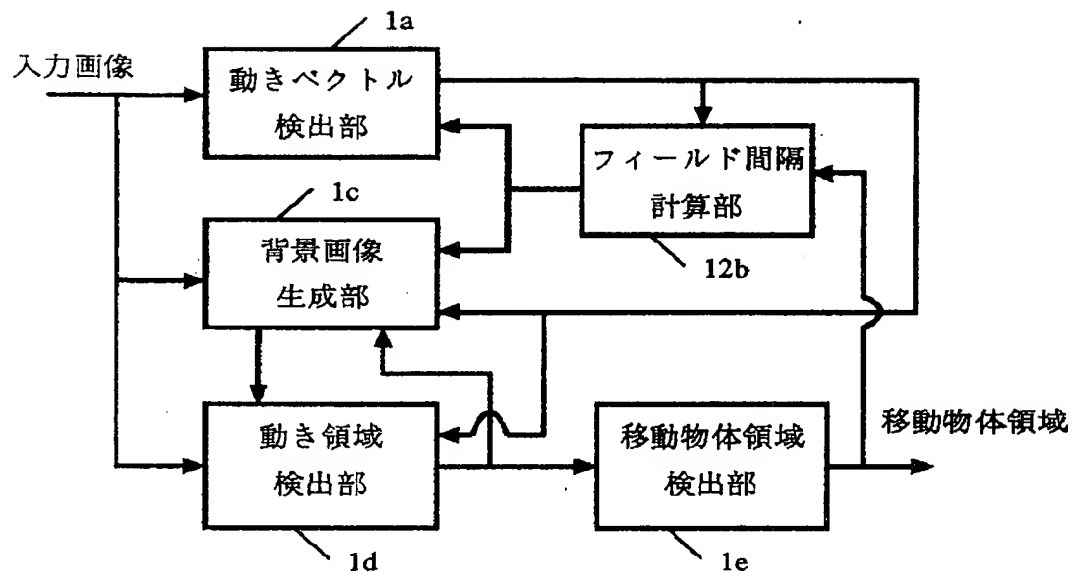 1a
入力画像
動きベクトル
検出部
フィールド間隔
計算部
12b
1c
背景画像
生成部
動き領域
検出部
1d
移動物体領域
検出部
1e
移動物体領域